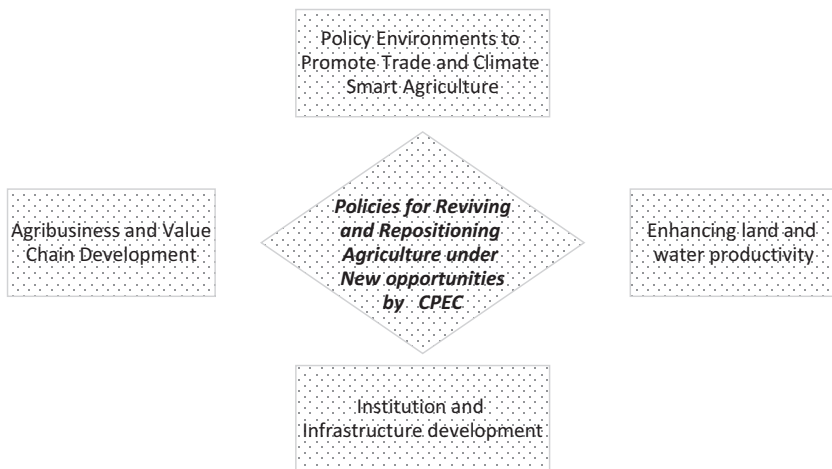 Policy Environments to
Promote Trade and Climate
Smart Agriculture
Agribusiness and Value
Chain Development
Policies for Reviving
and Repositioning
Agriculture under
New opportunities
by CPEC
Enhancing land and
water productivity
Institution and
Infrastructure development